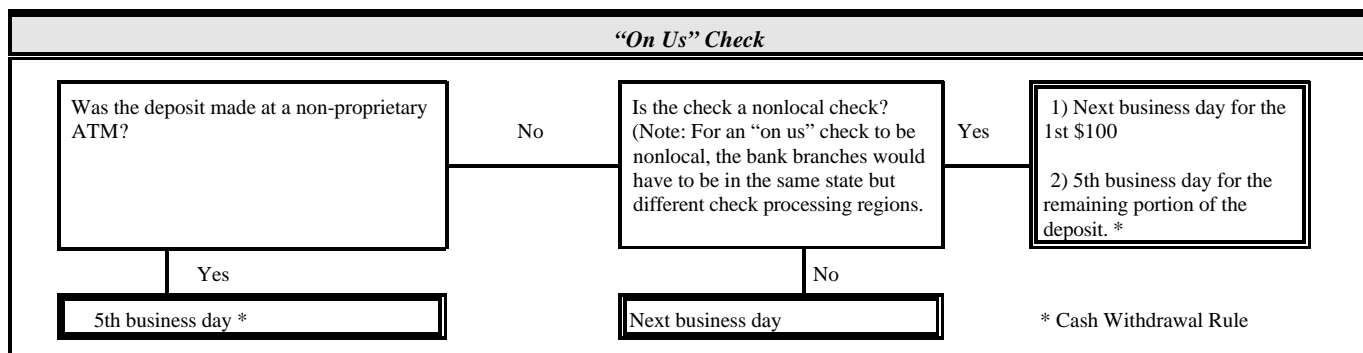 “On Us” Check
Was the deposit made at a non-proprietary
ATM?
No
Is the check a nonlocal check?
(Note: For an “on us” check to be
nonlocal, the bank branches would
have to be in the same state but
different check processing regions.
Yes
1) Next business day for the
1st $100
2) 5th business day for the
remaining portion of the
deposit. *
Yes
No
5th business day *
Next business day
* Cash Withdrawal Rule